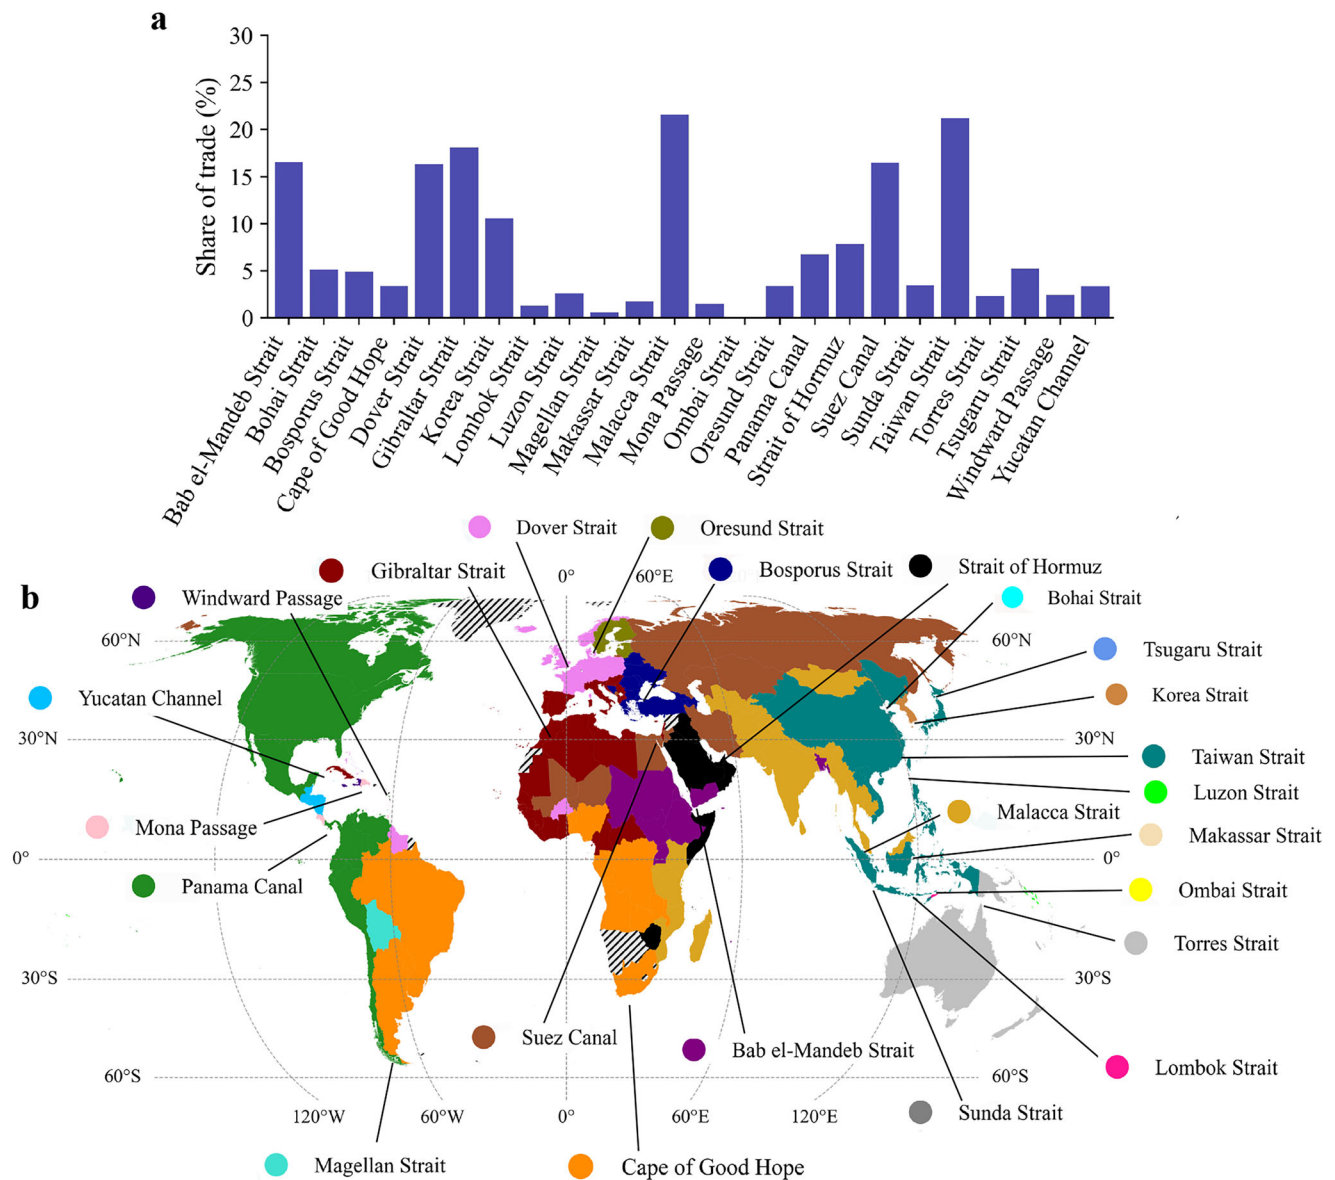 a
30
25
20
15
10
5
0
Share of trade (%)
Bab el-Mandeb Strait
Bohai Strait
Bosporus Strait
Cape of Good Hope
Dover Strait
Gibraltar Strait
Korea Strait
Lombok Strait
Luzon Strait
Magellan Strait
Makassar Strait
Malacca Strait
Mona Passage
Ombai Strait
Oresund Strait
Panama Canal
Strait of Hormuz
Suez Canal
Sunda Strait
Taiwan Strait
Torres Strait
Tsugaru Strait
Windward Passage
Yucatan Channel
b
Dover Strait
Oresund Strait
Gibraltar Strait
0°
60°E
Bosporus Strait
Strait of Hormuz
Windward Passage
Bohai Strait
60°N
60°N
Tsugaru Strait
Yucatan Channel
Korea Strait
30°N
30°N
Taiwan Strait
Luzon Strait
Malacca Strait
Mona Passage
Makassar Strait
0°
0°
Panama Canal
Ombai Strait
Torres Strait
30°S
30°S
Suez Canal
Bab el-Mandeb Strait
Lombok Strait
60°S
60°S
120°W
60°W
0°
60°E
120°E
Sunda Strait
Magellan Strait
Cape of Good Hope